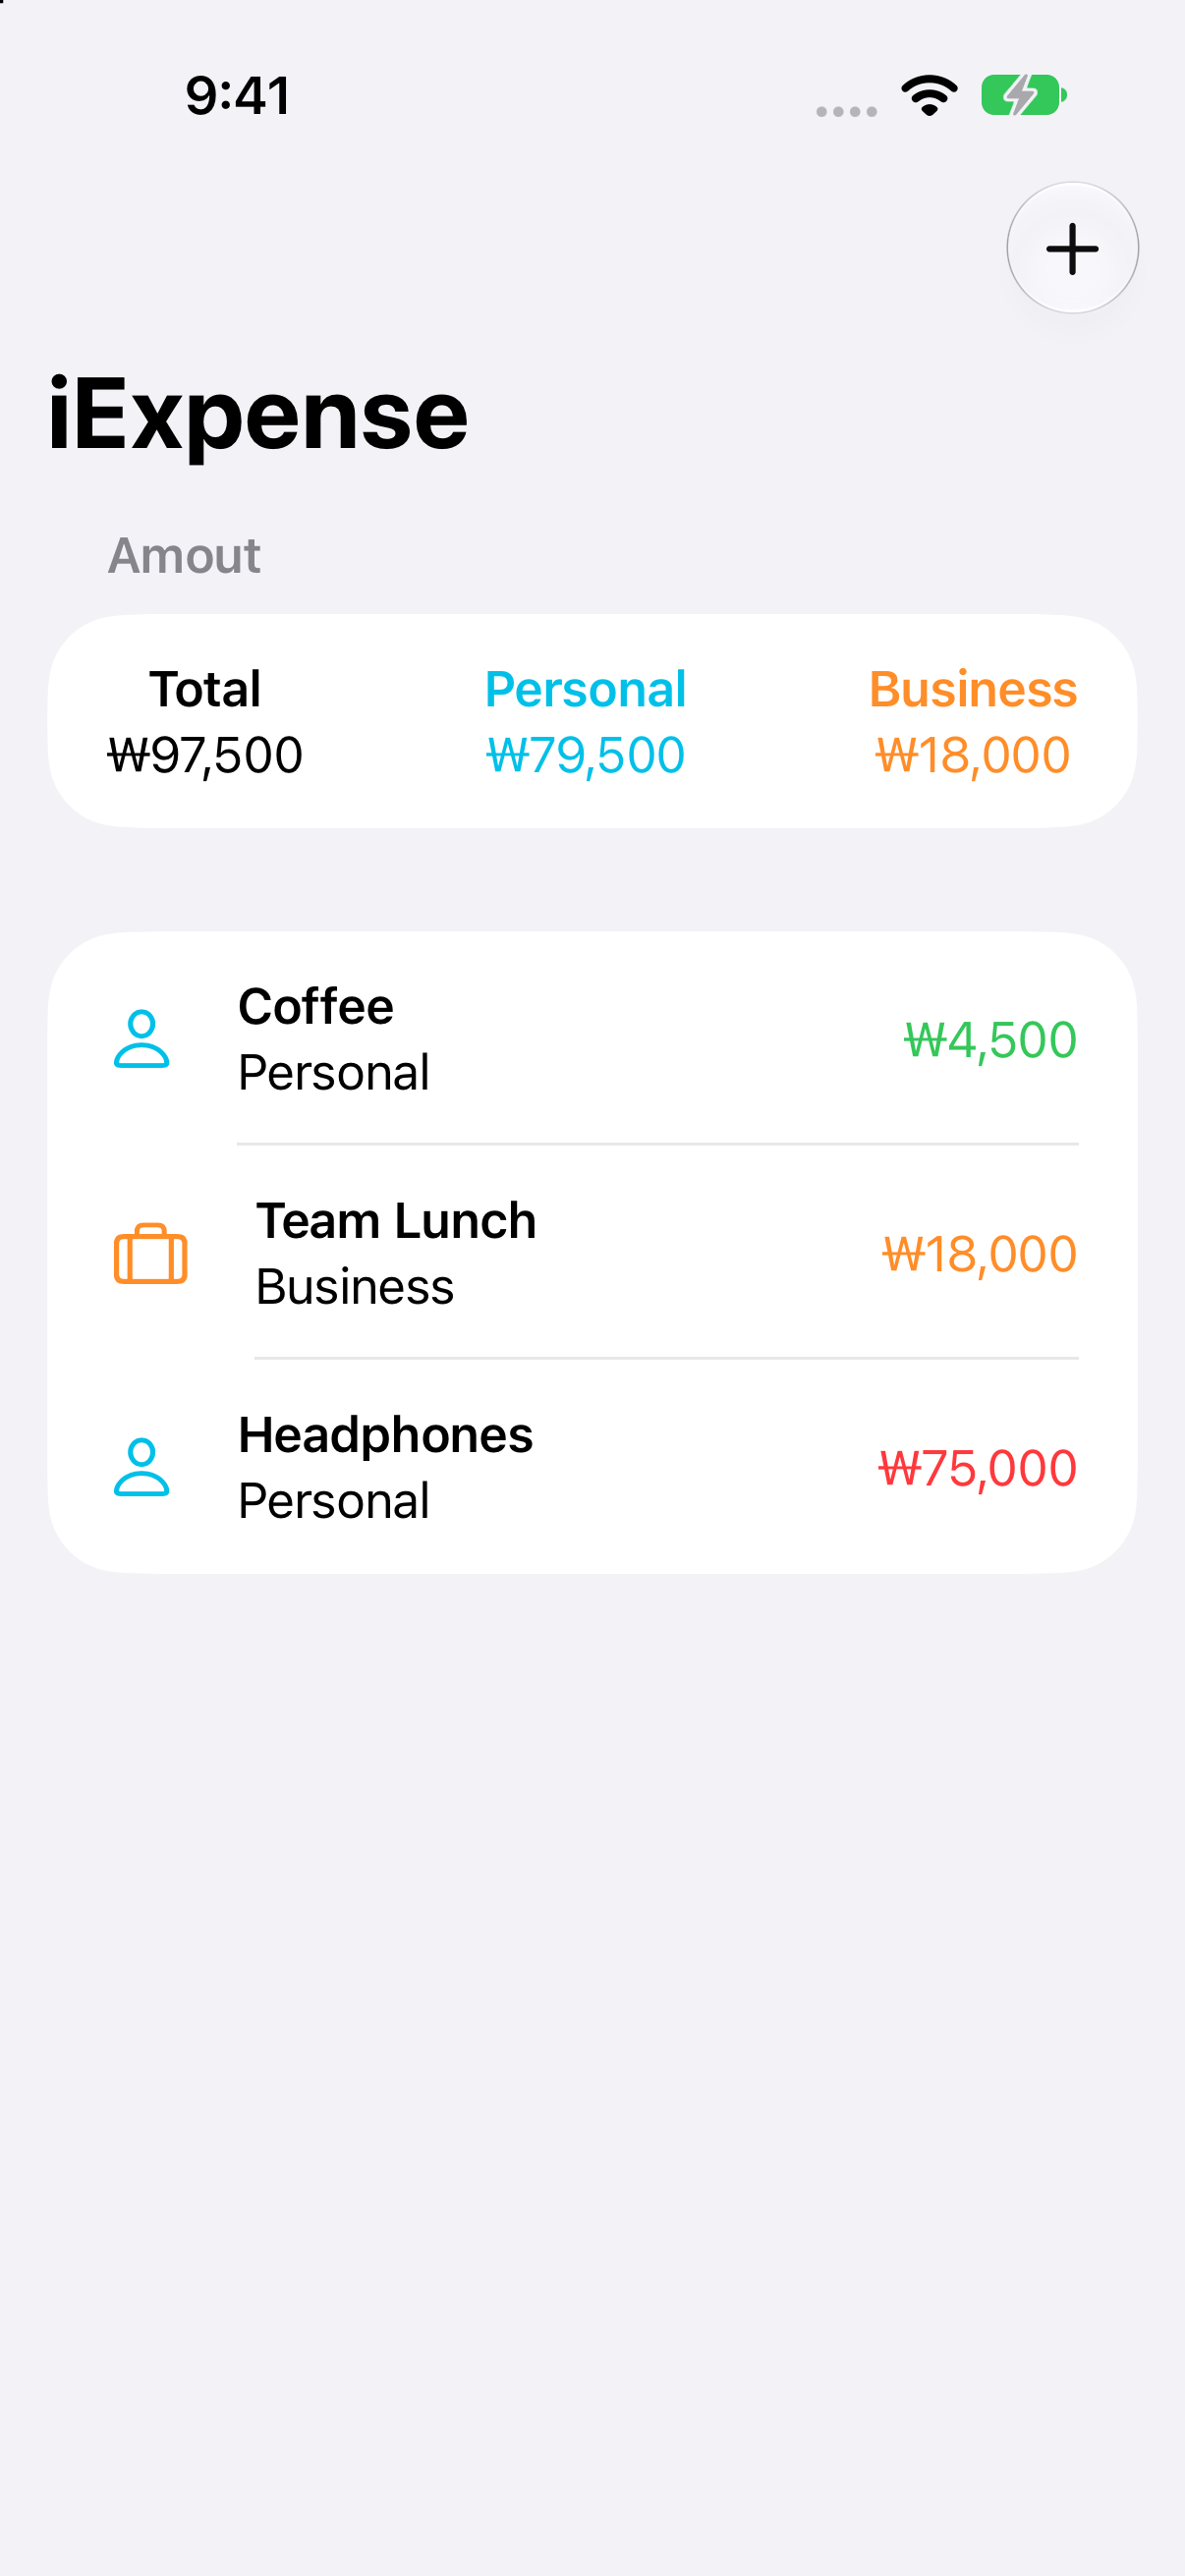 9:41
iExpense
Amout
Total Personal Business
₩97,500 ₩79,500 ₩18,000
Coffee
Personal
₩4,500
Team Lunch
Business
₩18,000
Headphones
Personal
₩75,000